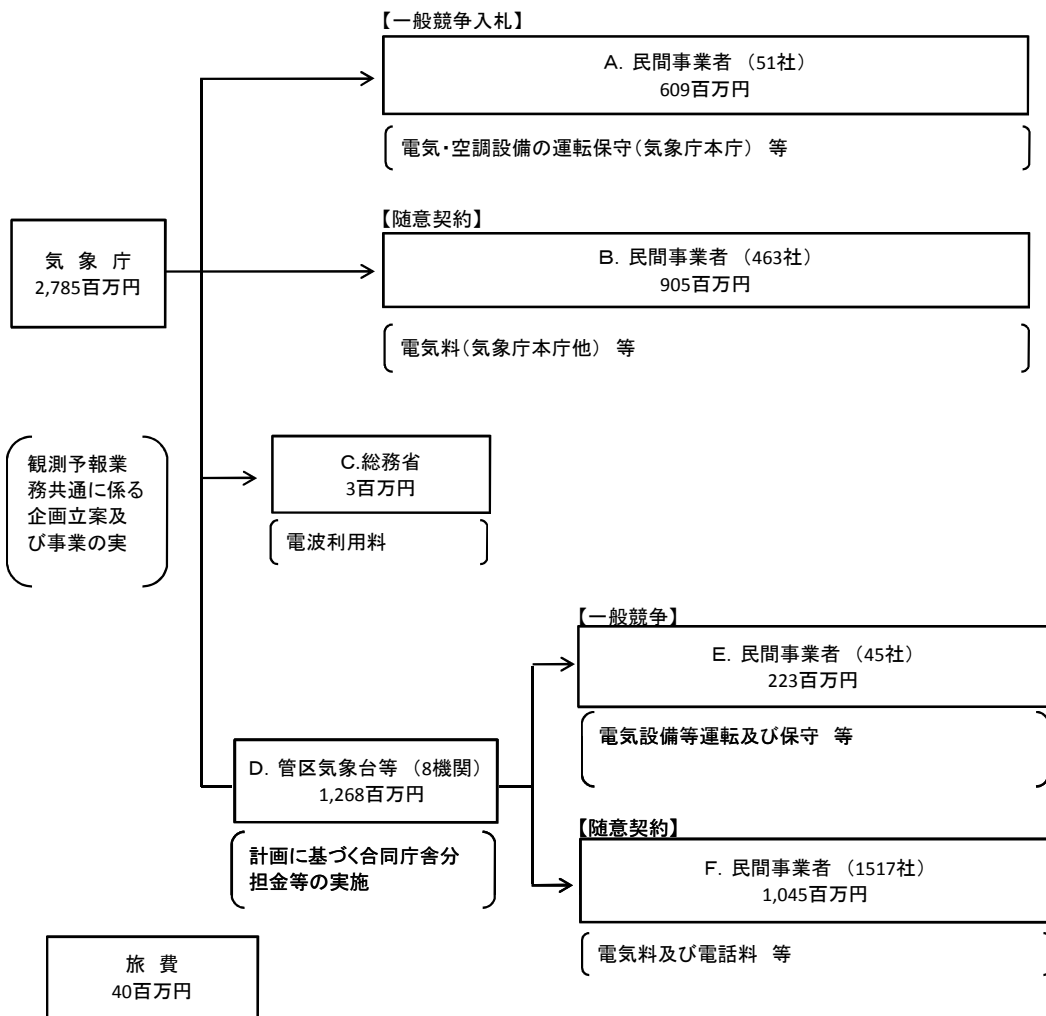 【一般競争入札】
A. 民間事業者 （51社）
609百万円
電気・空調設備の運転保守(気象庁本庁) 等
【随意契約】
気 象 庁
2,785百万円
B. 民間事業者 （463社）
905百万円
電気料(気象庁本庁他) 等
観測予報業
務共通に係る
企画立案及
び事業の実
C.総務省
3百万円
電波利用料
【一般競争】
E. 民間事業者 （45社）
223百万円
電気設備等運転及び保守 等
D. 管区気象台等 （8機関）
1,268百万円
計画に基づく合同庁舎分
担金等の実施
【随意契約】
F. 民間事業者 （1517社）
1,045百万円
電気料及び電話料 等
旅 費
40百万円